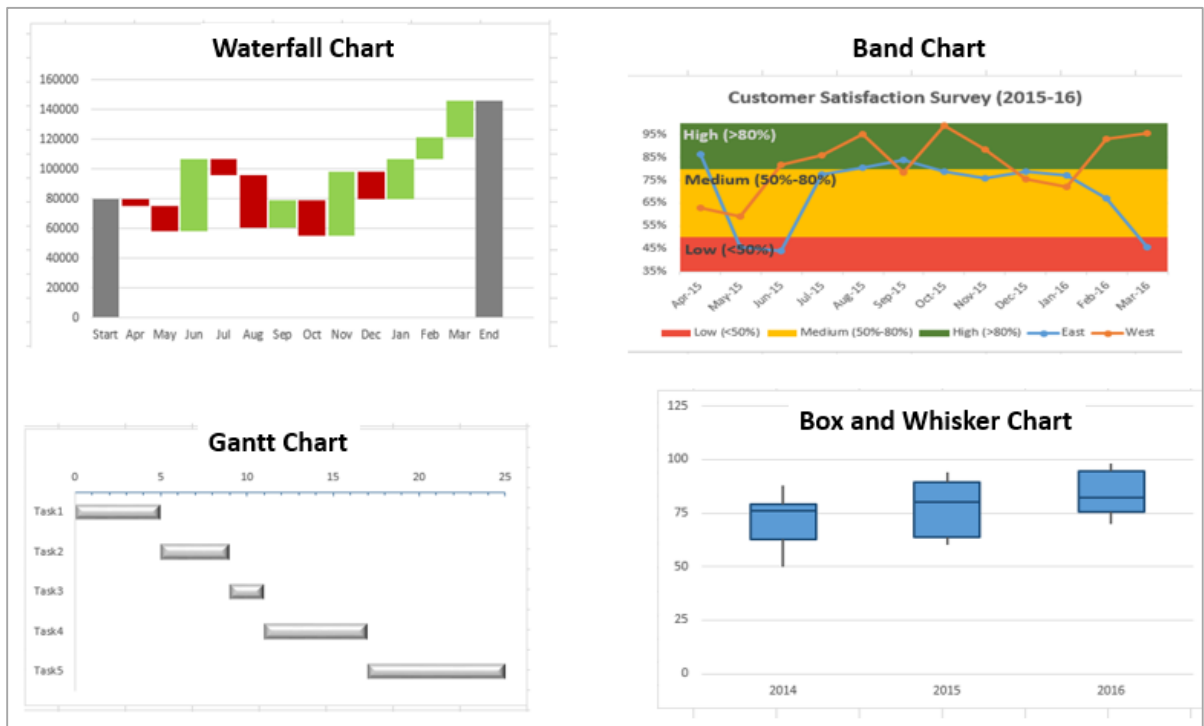 Waterfall Chart
160000
140000
120000
100000
80000
60000
40000
20000
0
Start Apr May Jun Jul Aug Sep Oct Nov Dec Jan Feb Mar End
Band Chart
Customer Satisfaction Survey (2015-16)
95%
85%
75%
65%
55%
45%
35%
High (>80%)
Medium (50%-80%)
Low (<50%)
Apr-15 May-15 Jun-15 Jul-15 Aug-15 Sep-15 Oct-15 Nov-15 Dec-15 Jan-16 Feb-16 Mar-16
Low (<50%) Medium (50%-80%) High (>80%) East West
Gantt Chart
0 5 10 15 20 25
Task1
Task2
Task3
Task4
Task5
Box and Whisker Chart
125
100
75
50
25
0
2014 2015 2016